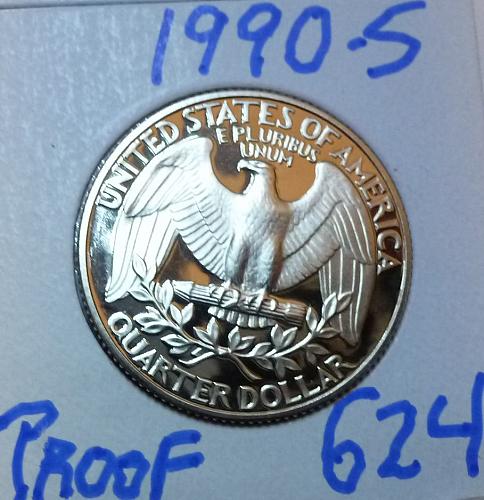 1990-S
UNITED STATES OF AMERICA
E PLURIBUS
UNUM
QUARTER DOLLAR
PROOF 624